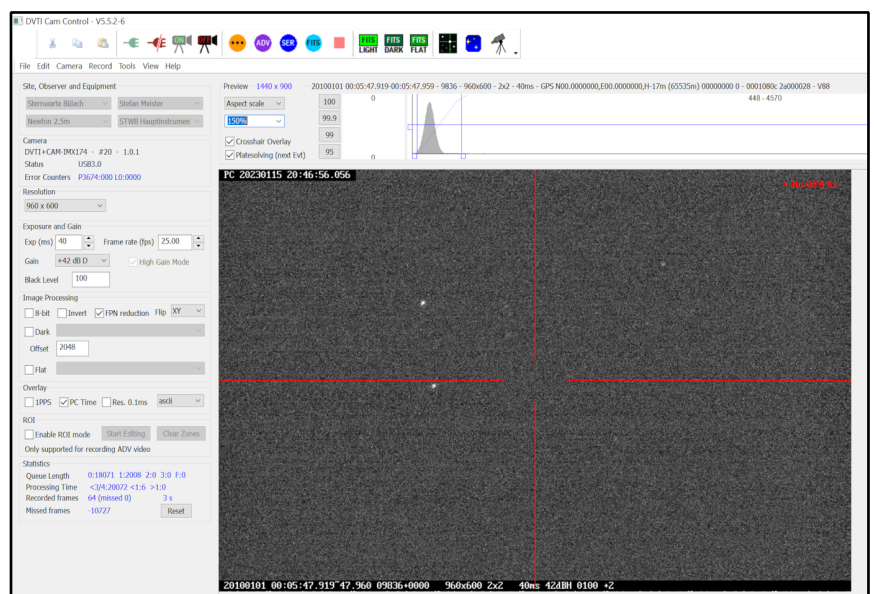 DVTI Cam Control - V5.5.2-6
ON OFF ADV SER FITS FITS LIGHT FITS DARK FITS FLAT
File Edit Camera Record Tools View Help
Site, Observer and Equipment
Sternwarte Bülach Stefan Meister
Newton 2.5m STWB Hauptinstrumen
Camera
DVTI+CAM-IMX174 - #20 - 1.0.1
Status USB3.0
Error Counters P3674:000 L0:0000
Resolution
960 x 600
Exposure and Gain
Exp (ms) 40 Frame rate (fps) 25.00
Gain +42 dB D High Gain Mode
Black Level 100
Image Processing
8-bit Invert FPN reduction Flip XY
Dark
Offset 2048
Flat
Overlay
1PPS PC Time Res. 0.1ms ascii
ROI
Enable ROI mode Start Editing Clear Zones
Only supported for recording ADV video
Statistics
Queue Length 0:18071 1:2008 2:0 3:0 F:0
Processing Time <3/4:20072 <1:6 >1:0
Recorded frames 64 (missed 0) 3 s
Missed frames -10727 Reset
Preview 1440 x 900 20100101 00:05:47.919-00:05:47.959 - 9836 - 960x600 - 2x2 - 40ms - GPS N00.0000000,E00.0000000,H-17m (65535m) 00000000 0 - 0001080c 2a000028 - V88
Aspect scale 100 0 448 - 4570
150% 99.9
Crosshair Overlay 99
Platesolving (next Evt) 95 0
PC 20230115 20:46:56.056
20100101 00:05:47.919~47.960 09836+0000 960x600 2x2 40ms 42dBH 0100 +2